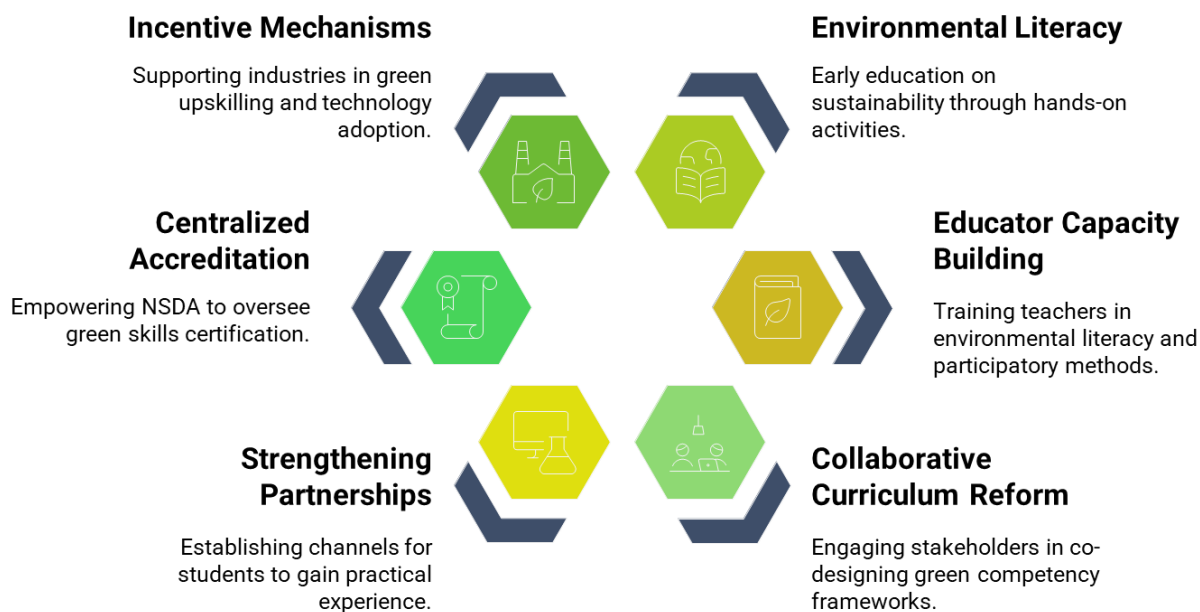 Incentive Mechanisms
Supporting industries in green
upskilling and technology
adoption.
Environmental Literacy
Early education on
sustainability through hands-on
activities.
Centralized
Accreditation
Empowering NSDA to oversee
green skills certification.
Educator Capacity
Building
Training teachers in
environmental literacy and
participatory methods.
Strengthening
Partnerships
Establishing channels for
students to gain practical
experience.
Collaborative
Curriculum Reform
Engaging stakeholders in co-
designing green competency
frameworks.